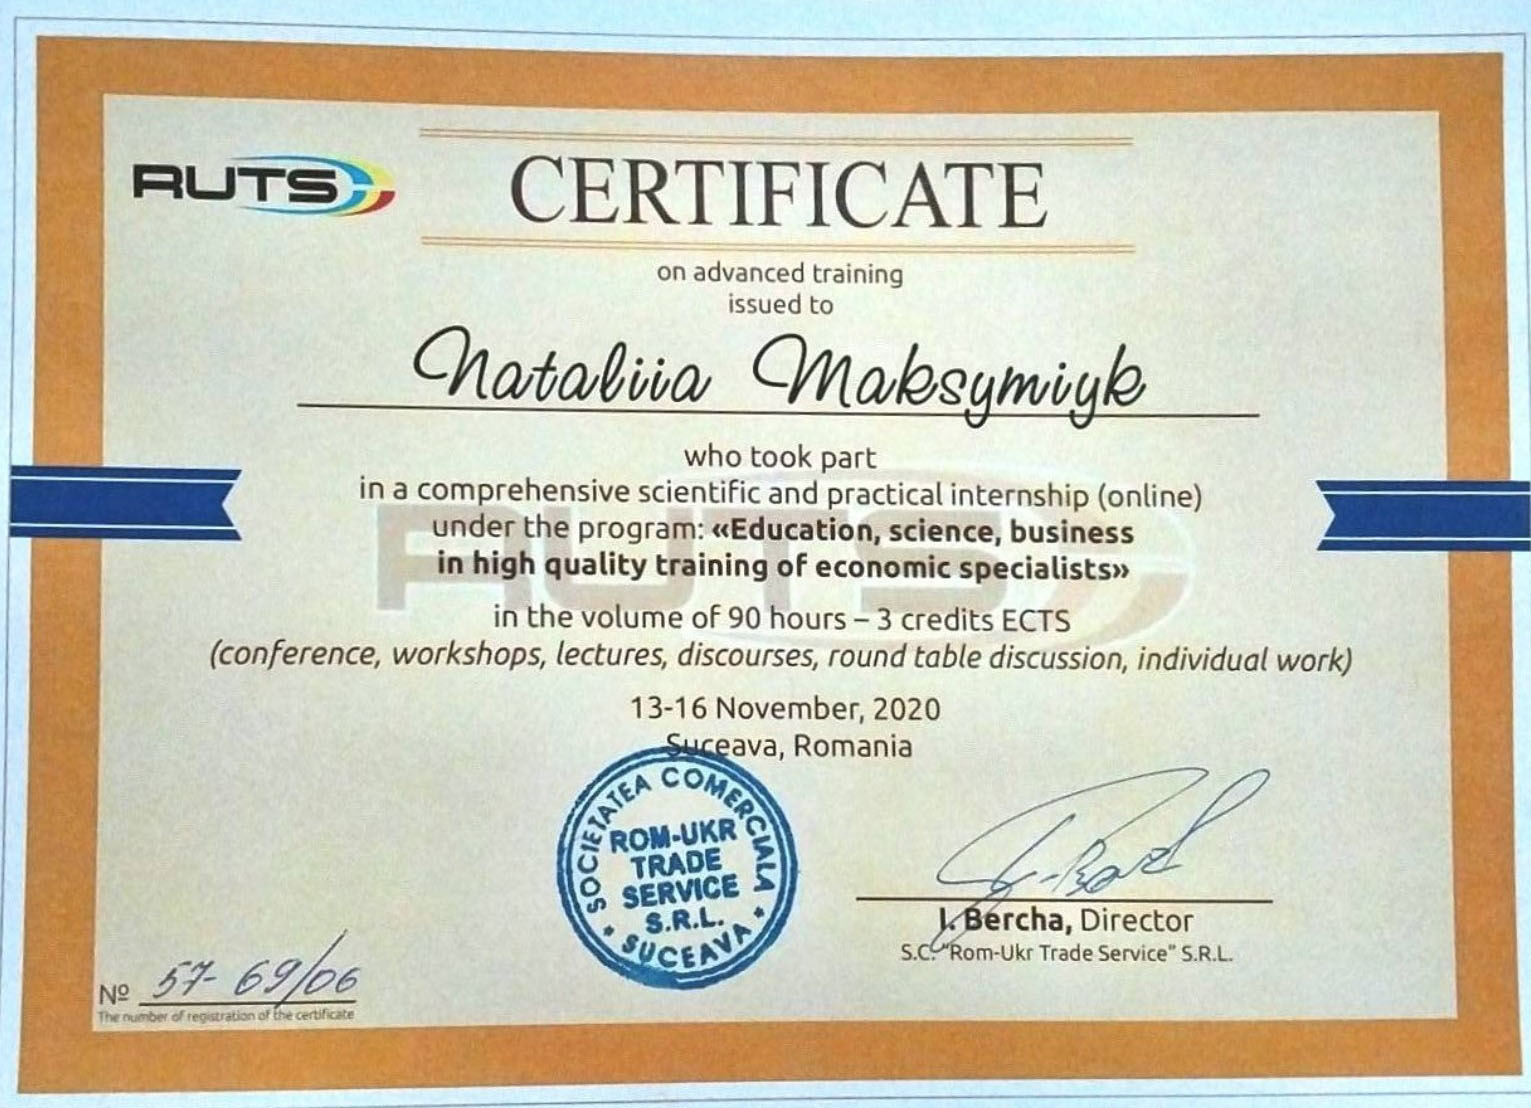 RUTS
CERTIFICATE
on advanced training
issued to
Nataliia Maksymiyk
who took part
in a comprehensive scientific and practical internship (online)
under the program: «Education, science, business
in high quality training of economic specialists»
in the volume of 90 hours – 3 credits ECTS
(conference, workshops, lectures, discourses, round table discussion, individual work)
13-16 November, 2020
Suceava, Romania
SOCIETATEA COMERCIALA
ROM-UKR
TRADE
SERVICE
S.R.L.
* SUCEAVA *
I. Bercha, Director
S.C. "Rom-Ukr Trade Service" S.R.L.
№ 57-69/06
The number of registration of the certificate